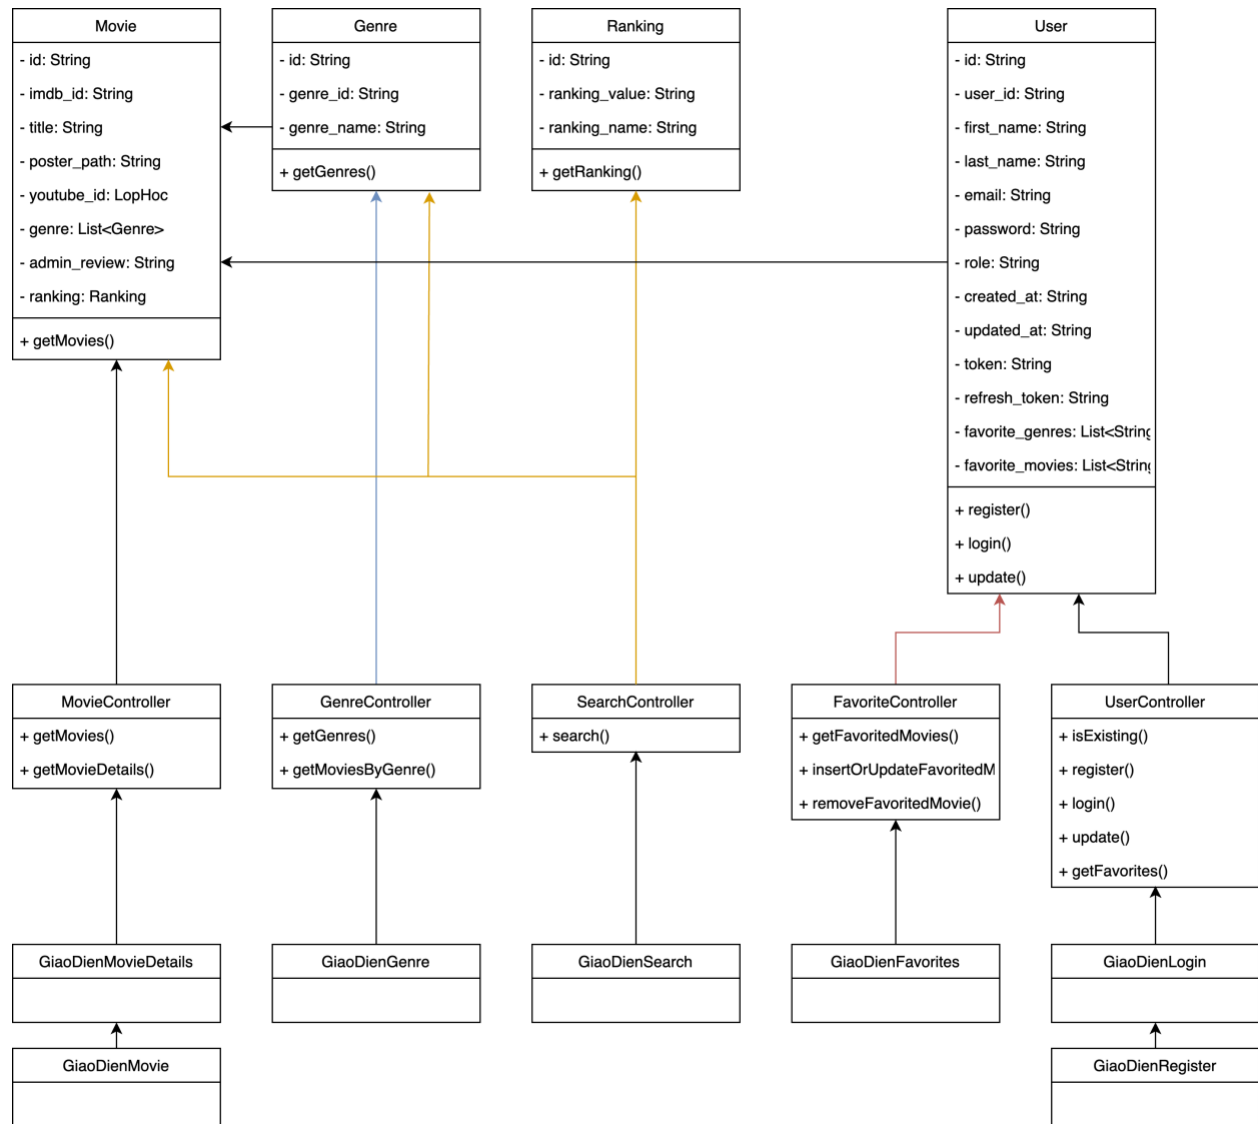 Movie
- id: String
- imdb_id: String
- title: String
- poster_path: String
- youtube_id: LopHoc
- genre: List<Genre>
- admin_review: String
- ranking: Ranking
+ getMovies()
Genre
- id: String
- genre_id: String
- genre_name: String
+ getGenres()
Ranking
- id: String
- ranking_value: String
- ranking_name: String
+ getRanking()
User
- id: String
- user_id: String
- first_name: String
- last_name: String
- email: String
- password: String
- role: String
- created_at: String
- updated_at: String
- token: String
- refresh_token: String
- favorite_genres: List<String
- favorite_movies: List<String
+ register()
+ login()
+ update()
MovieController
+ getMovies()
+ getMovieDetails()
GenreController
+ getGenres()
+ getMoviesByGenre()
SearchController
+ search()
FavoriteController
+ getFavoritedMovies()
+ insertOrUpdateFavoritedM
+ removeFavoritedMovie()
UserController
+ isExisting()
+ register()
+ login()
+ update()
+ getFavorites()
GiaoDienMovieDetails
GiaoDienGenre
GiaoDienSearch
GiaoDienFavorites
GiaoDienLogin
GiaoDienMovie
GiaoDienRegister